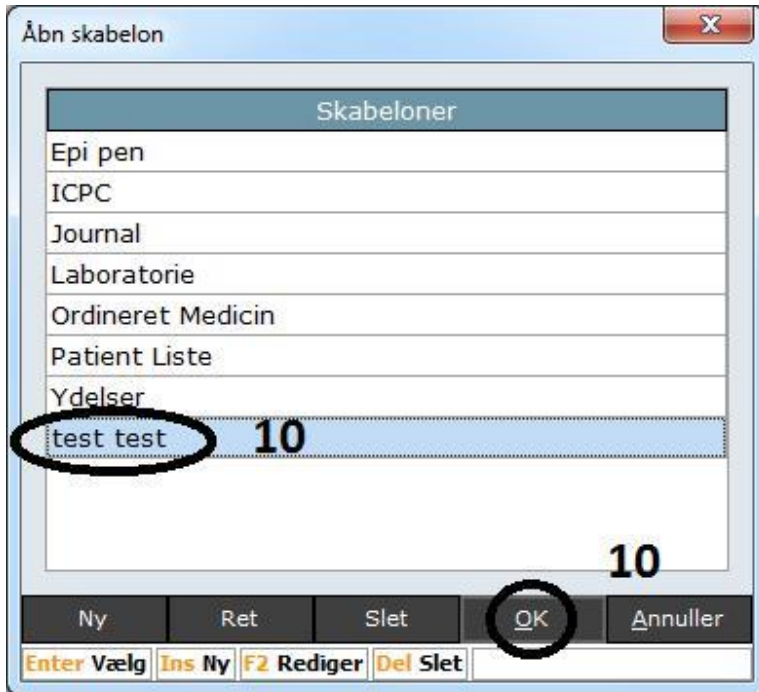 Åbn skabelon
Skabeloner
Epi pen
ICPC
Journal
Laboratorie
Ordineret Medicin
Patient Liste
Ydelser
test test 10
10
Ny Ret Slet OK Annuller
Enter Vælg Ins Ny F2 Rediger Del Slet